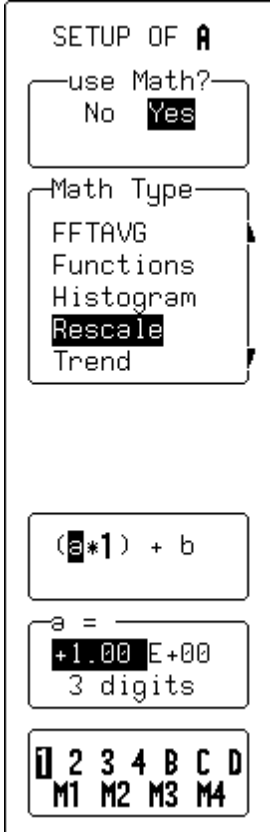 SETUP OF A
use Math?
No Yes
Math Type
FFTAVG
Functions
Histogram
Rescale
Trend
(a*1) + b
a =
+1.00 E+00
3 digits
1 2 3 4 B C D
M1 M2 M3 M4